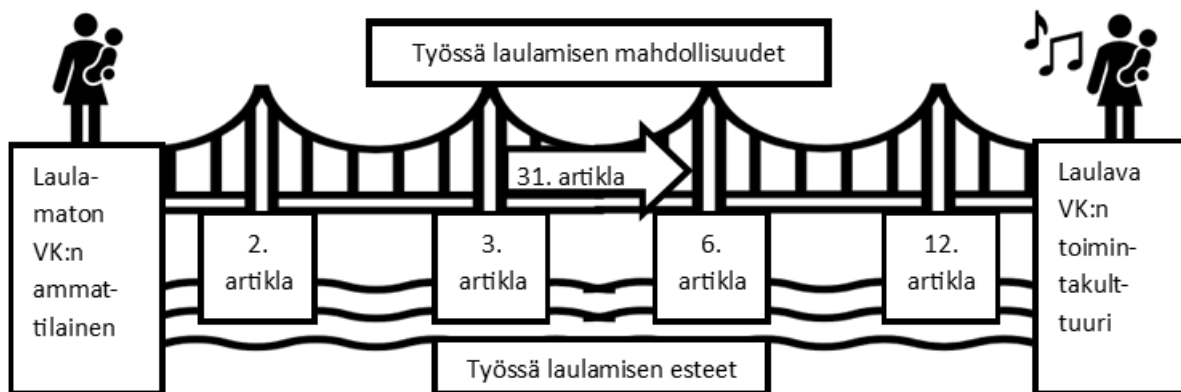 Työssä laulamisen mahdollisuudet
Laula-
maton
VK:n
ammat-
tilainen
31. artikla
2.
artikla
3.
artikla
6.
artikla
12.
artikla
Laulava
VK:n
toimin-
takult-
tuuri
Työssä laulamisen esteet